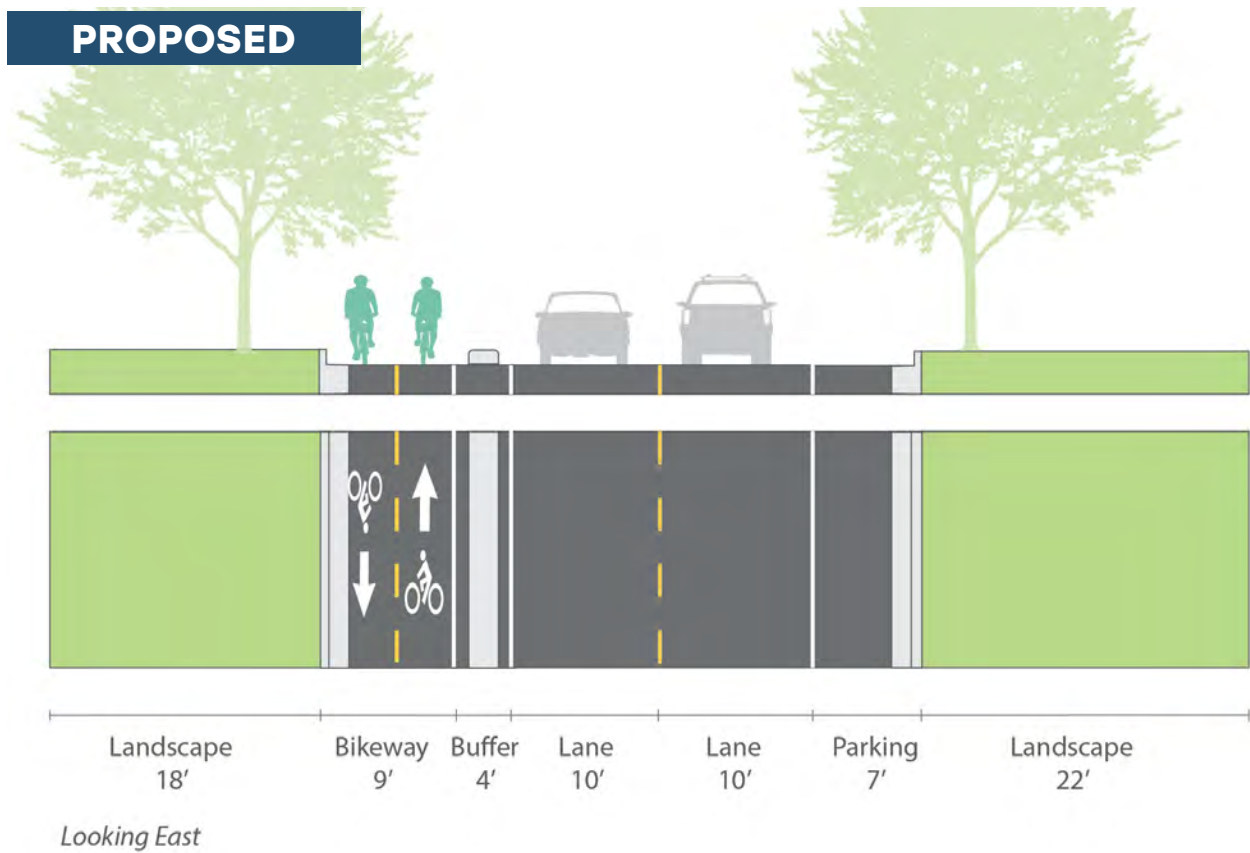 PROPOSED
Landscape
18’
Bikeway
9’
Buffer
4’
Lane
10’
Lane
10’
Parking
7’
Landscape
22’
Looking East